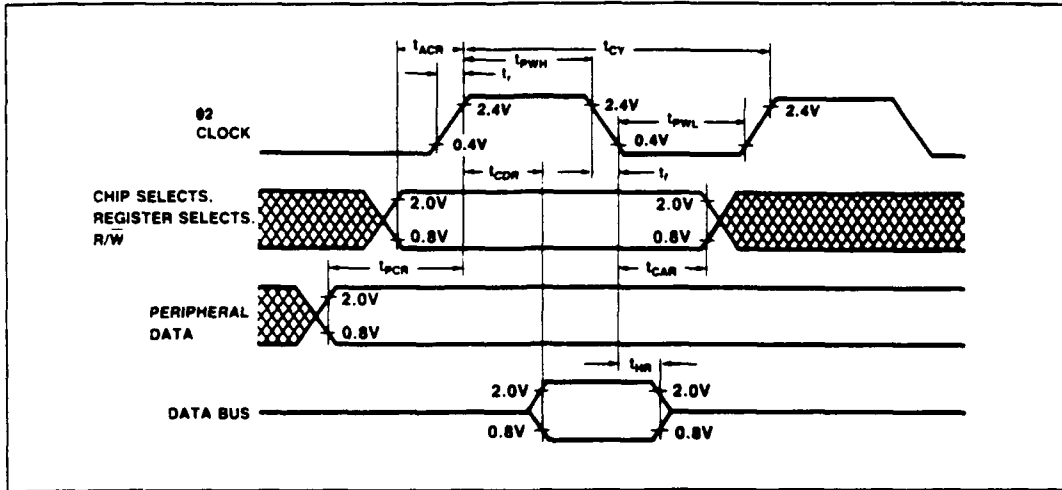 tACR
tCY
tPWH
tr
2.4V
2.4V
2.4V
tPWL
0.4V
0.4V
θ2
CLOCK
tCDR
tf
CHIP SELECTS.
REGISTER SELECTS.
R/W̅
2.0V
2.0V
0.8V
0.8V
tPCR
tCAR
PERIPHERAL
DATA
2.0V
0.8V
tHR
2.0V
2.0V
DATA BUS
0.8V
0.8V